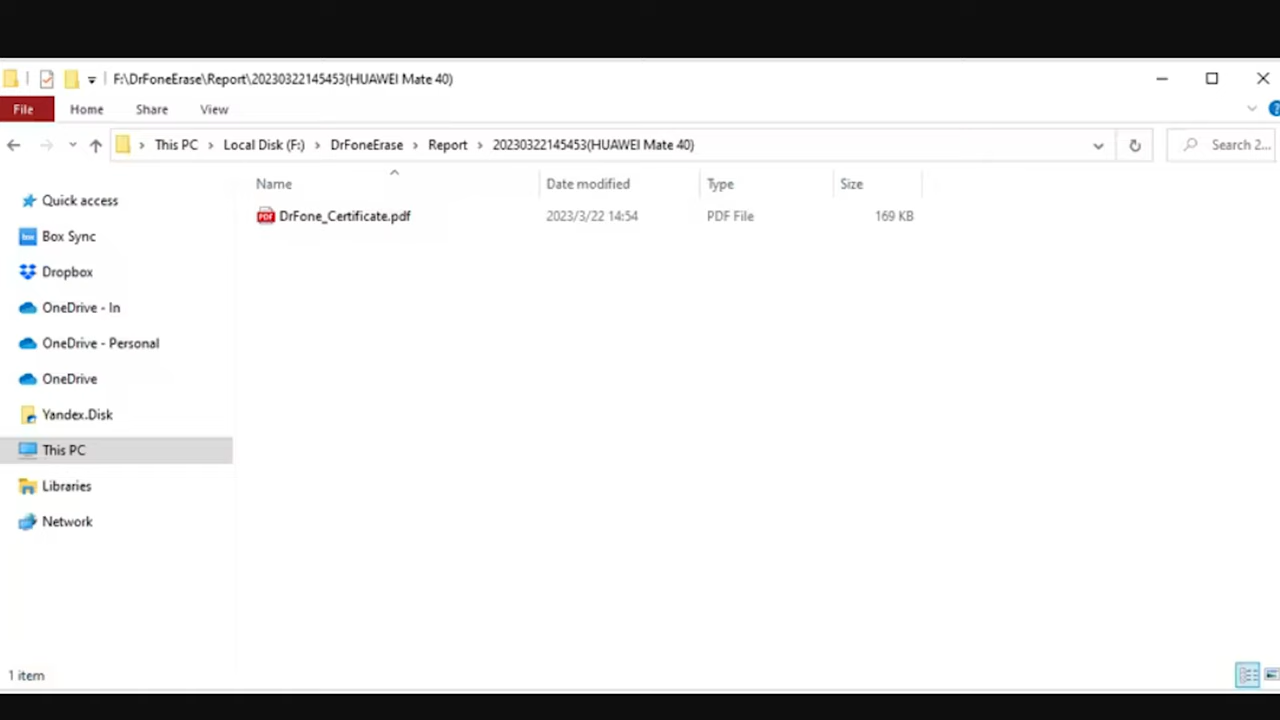 F:\DrFoneErase\Report\20230322145453(HUAWEI Mate 40)
File Home Share View
This PC Local Disk (F:) DrFoneErase Report 20230322145453(HUAWEI Mate 40) Search 2...
Name Date modified Type Size
DrFone_Certificate.pdf 2023/3/22 14:54 PDF File 169 KB
Quick access
Box Sync
Dropbox
OneDrive - In
OneDrive - Personal
OneDrive
Yandex.Disk
This PC
Libraries
Network
1 item